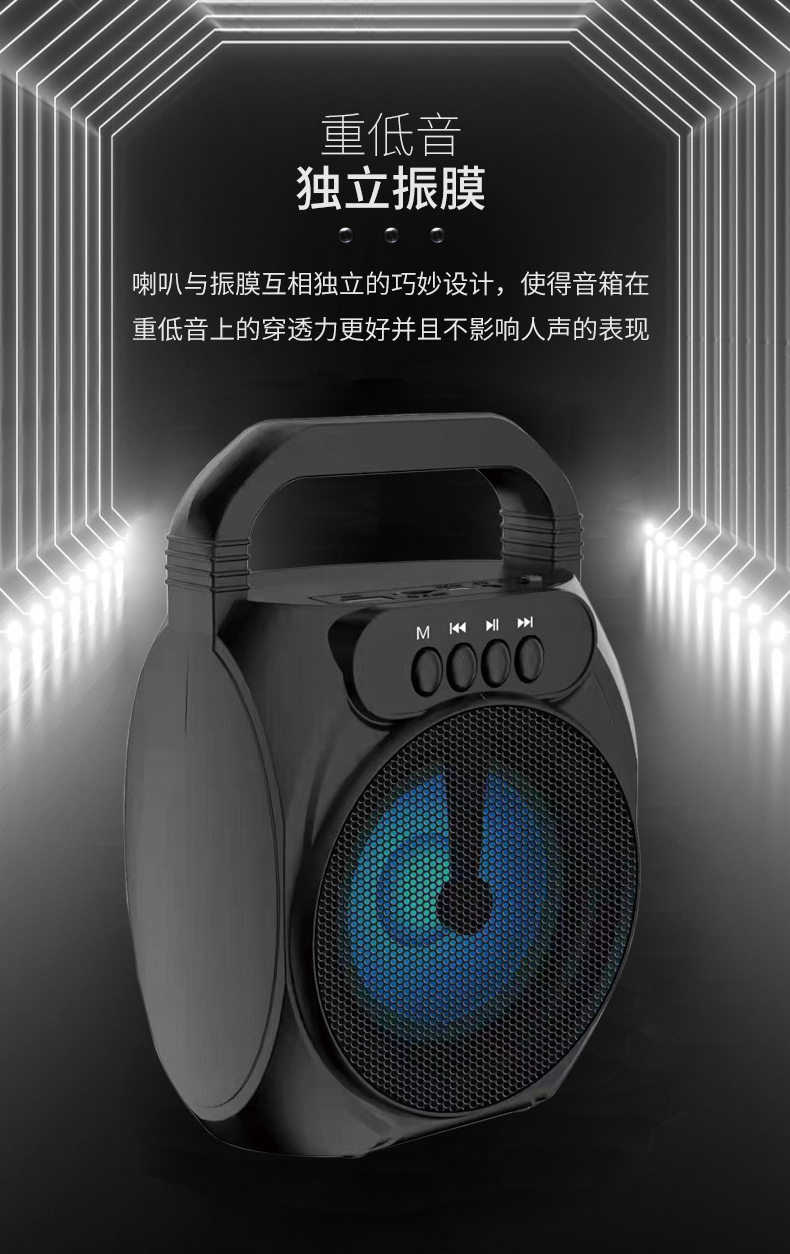 重低音
独立振膜
喇叭与振膜互相独立的巧妙设计，使得音箱在
重低音上的穿透力更好并且不影响人声的表现
M